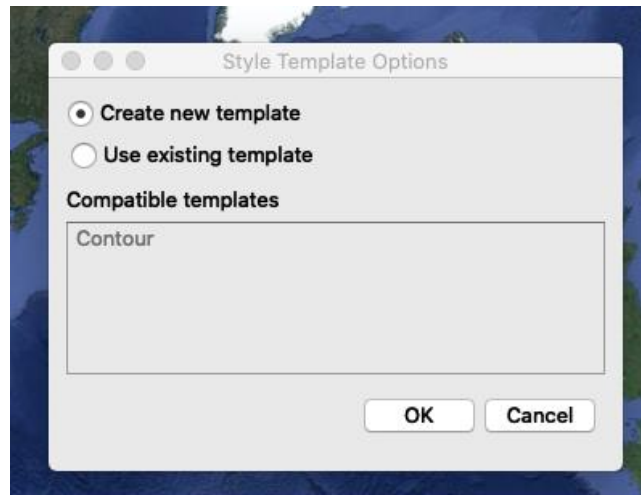 Style Template Options
Create new template
Use existing template
Compatible templates
Contour
OK Cancel